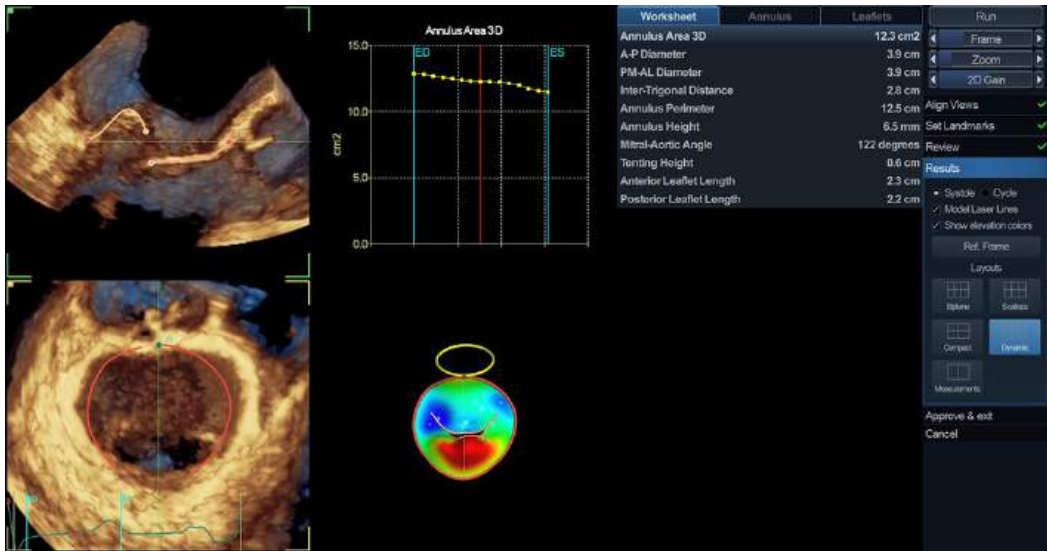 Annulus Area 3D
15.0
ED
ES
10.0
cm2
5.0
0.0
Worksheet Annulus Leaflets
Annulus Area 3D 12.3 cm2
A-P Diameter 3.9 cm
PM-AL Diameter 3.9 cm
Inter-Trigonal Distance 2.8 cm
Annulus Perimeter 12.5 cm
Annulus Height 6.5 mm
Mitral-Aortic Angle 122 degrees
Tenting Height 0.6 cm
Anterior Leaflet Length 2.3 cm
Posterior Leaflet Length 2.2 cm
Run
Frame
Zoom
2D Gain
Align Views
Set Landmarks
Review
Results
Systole Cycle
Model Laser Lines
Show elevation colors
Ref. Frame
Layouts
Biplane Scallops
Compact Dynamic
Measurements
Approve & exit
Cancel